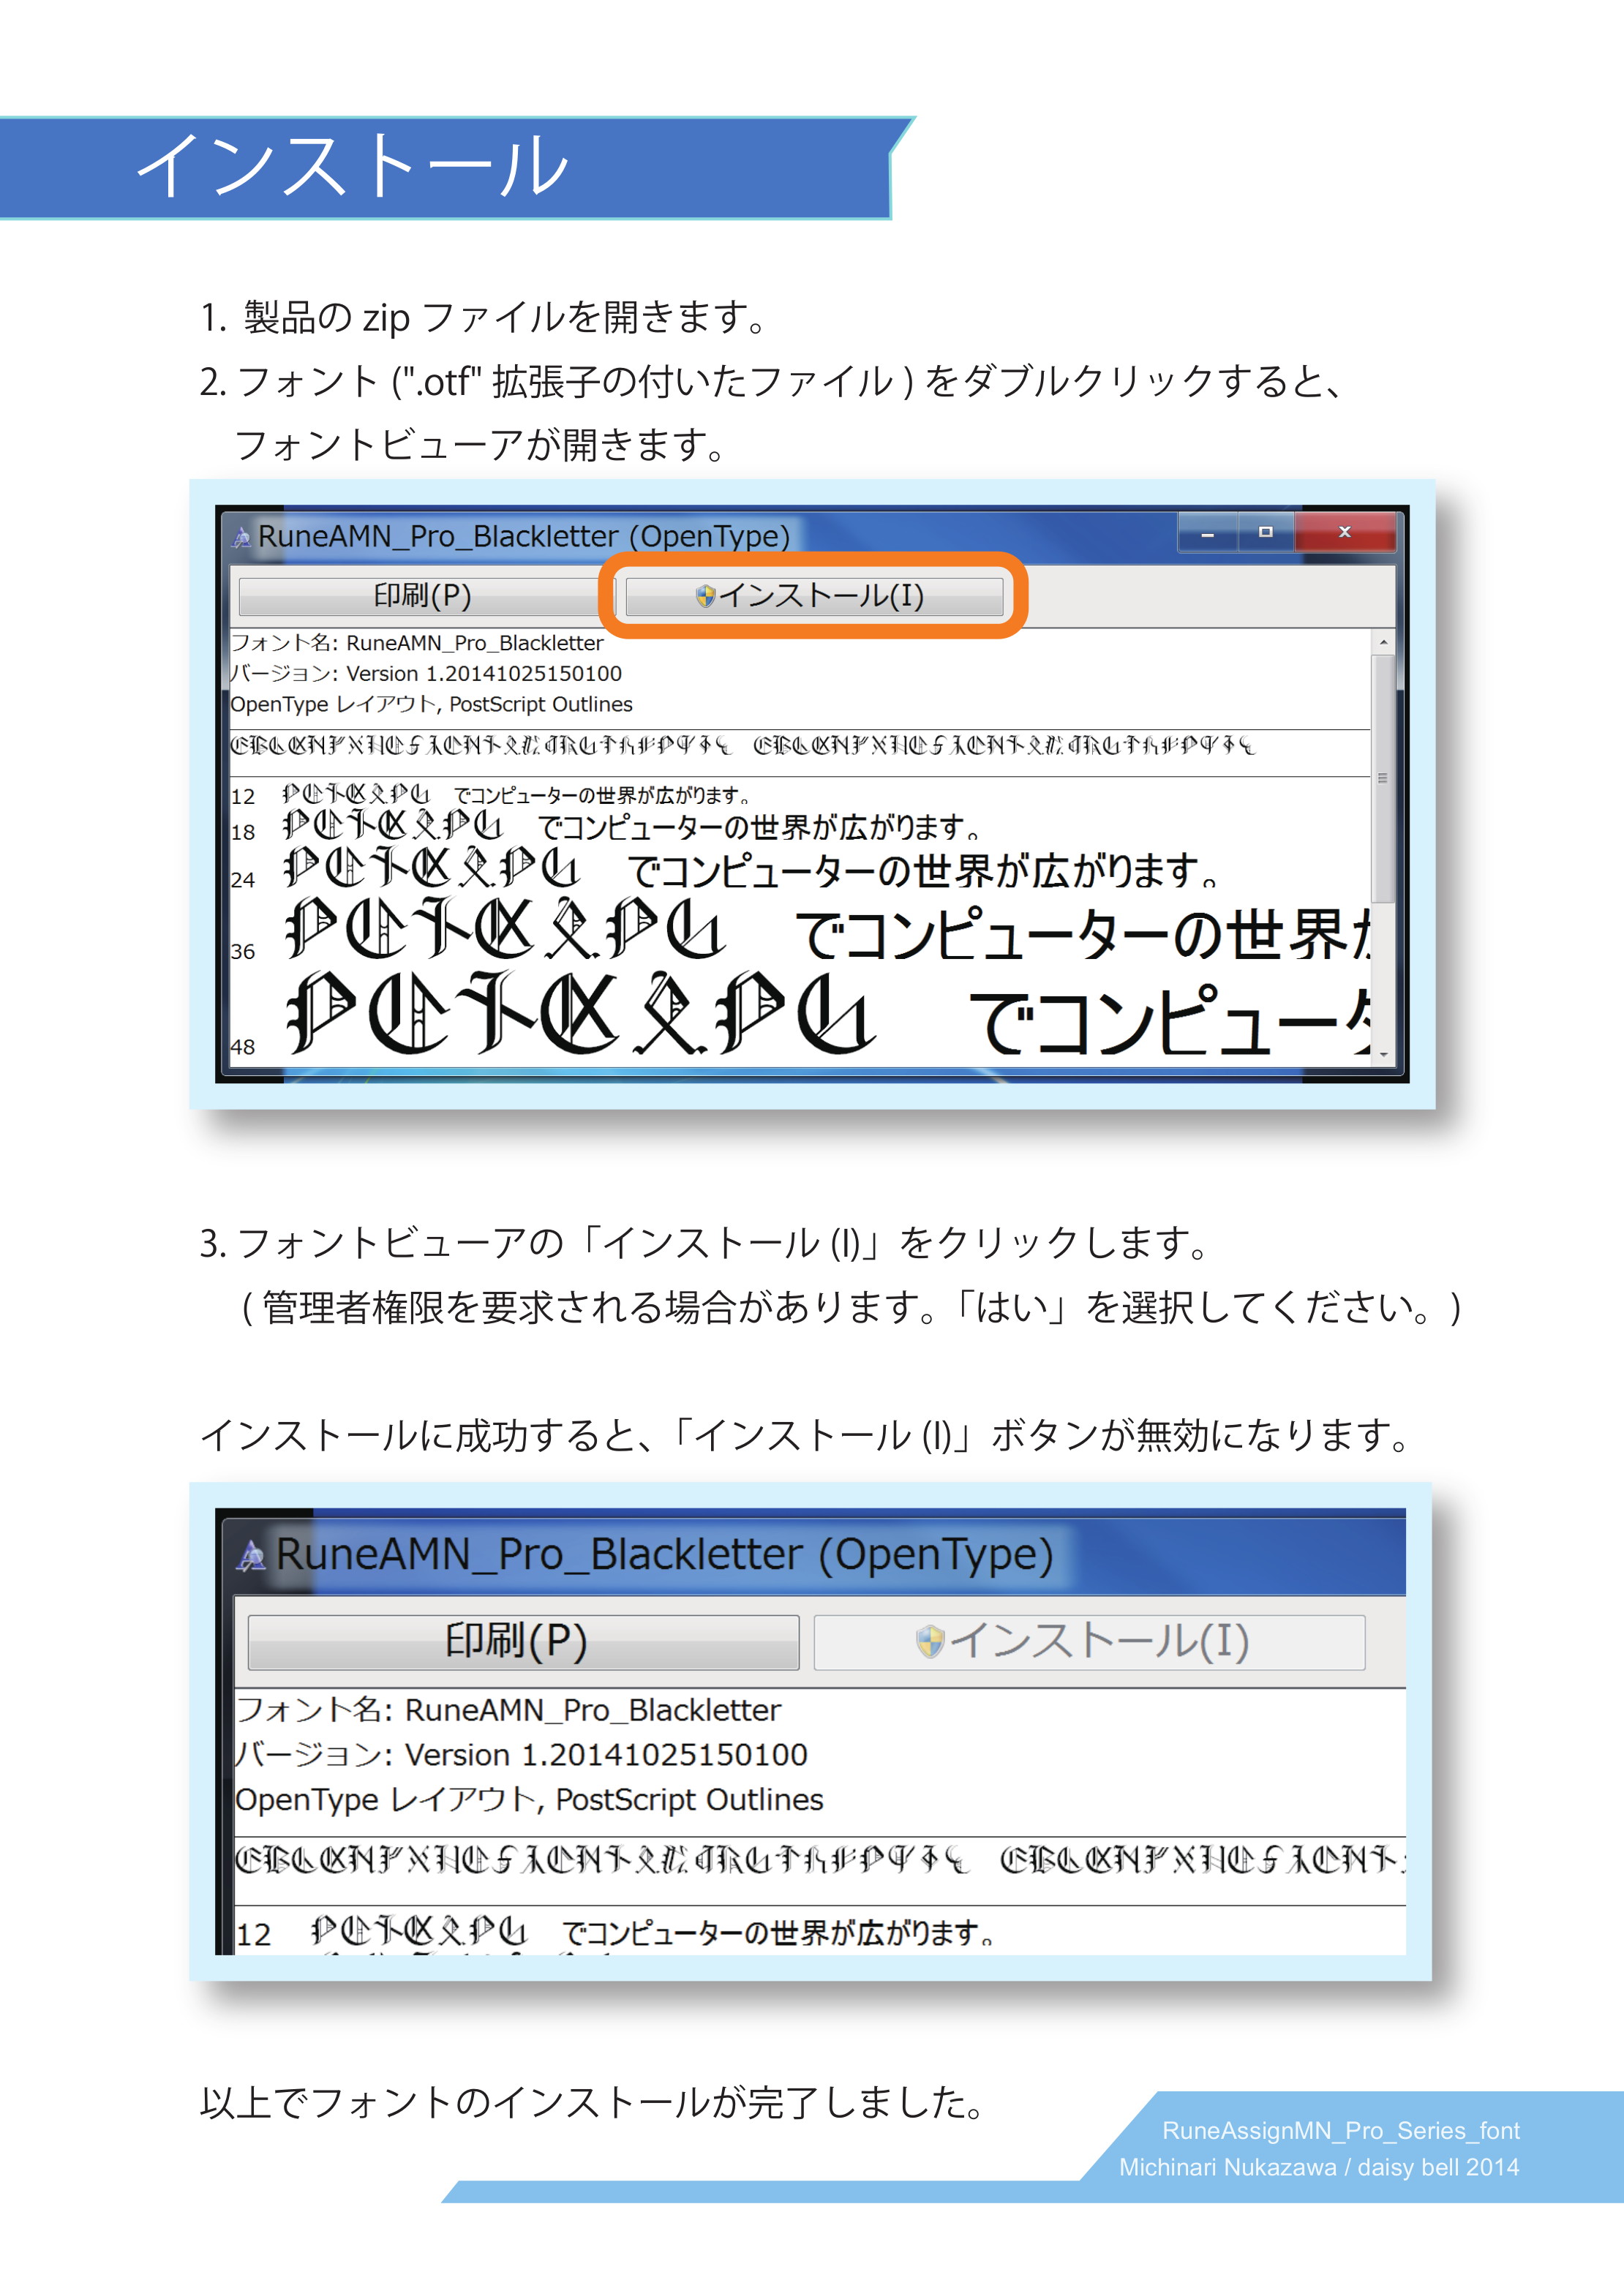 インストール
1. 製品の zip ファイルを開きます。
2. フォント (".otf" 拡張子の付いたファイル ) をダブルクリックすると、
フォントビューアが開きます。
RuneAMN_Pro_Blackletter (OpenType)
印刷(P) インストール(I)
フォント名: RuneAMN_Pro_Blackletter
バージョン: Version 1.20141025150100
OpenType レイアウト, PostScript Outlines
12 でコンピューターの世界が広がります。
18 でコンピューターの世界が広がります。
24 でコンピューターの世界が広がります。
36 でコンピューターの世界が
48 でコンピュータ
3. フォントビューアの「インストール (I)」をクリックします。
( 管理者権限を要求される場合があります。「はい」を選択してください。)
インストールに成功すると、「インストール (I)」ボタンが無効になります。
RuneAMN_Pro_Blackletter (OpenType)
印刷(P) インストール(I)
フォント名: RuneAMN_Pro_Blackletter
バージョン: Version 1.20141025150100
OpenType レイアウト, PostScript Outlines
12 でコンピューターの世界が広がります。
以上でフォントのインストールが完了しました。
RuneAssignMN_Pro_Series_font
Michinari Nukazawa / daisy bell 2014